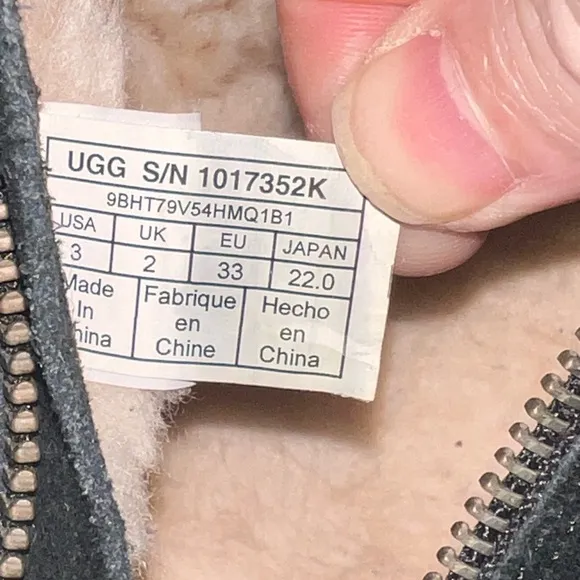 UGG S/N 1017352K
9BHT79V54HMQ1B1
USA UK EU JAPAN
3 2 33 22.0
Made Fabrique Hecho
In en en
hina Chine China